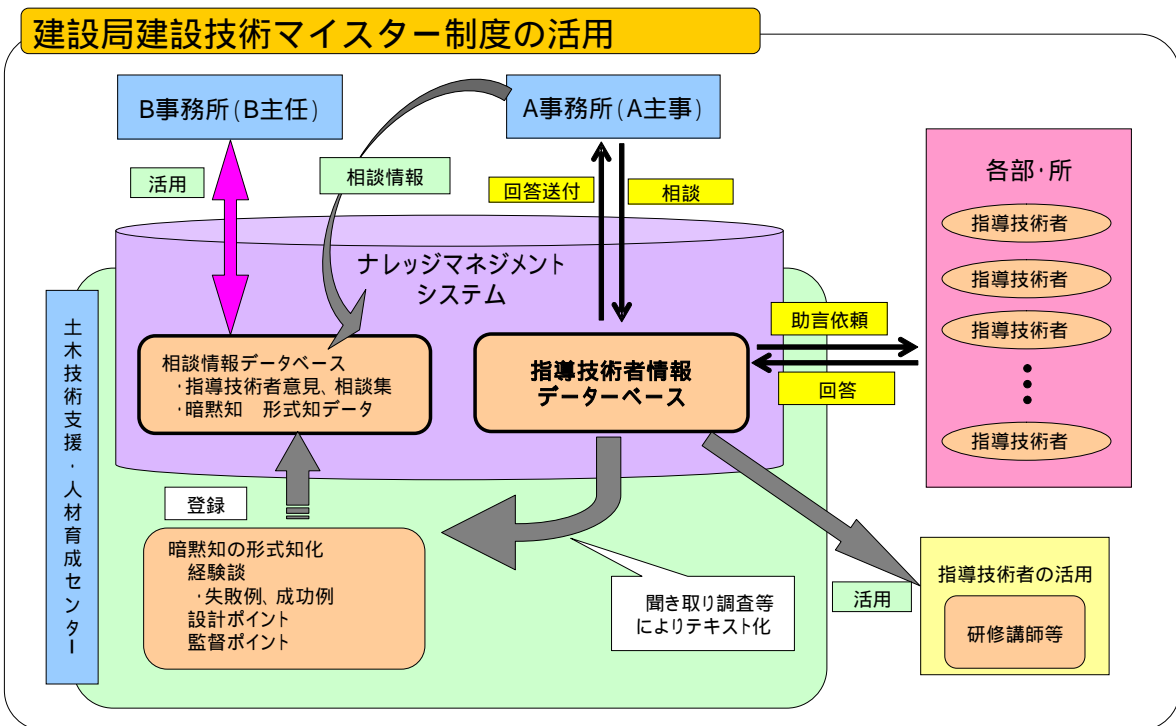 建設局建設技術マイスター制度の活用
B事務所(B主任)
A事務所(A主事)
活用
相談情報
回答送付
相談
各部・所
指導技術者
指導技術者
指導技術者
指導技術者
ナレッジマネジメント
システム
助言依頼
回答
土木技術支援・人材育成センター
相談情報データベース
・指導技術者意見、相談集
・暗黙知 形式知データ
指導技術者情報
データーベース
登録
暗黙知の形式知化
経験談
・失敗例、成功例
設計ポイント
監督ポイント
聞き取り調査等
によりテキスト化
活用
指導技術者の活用
研修講師等